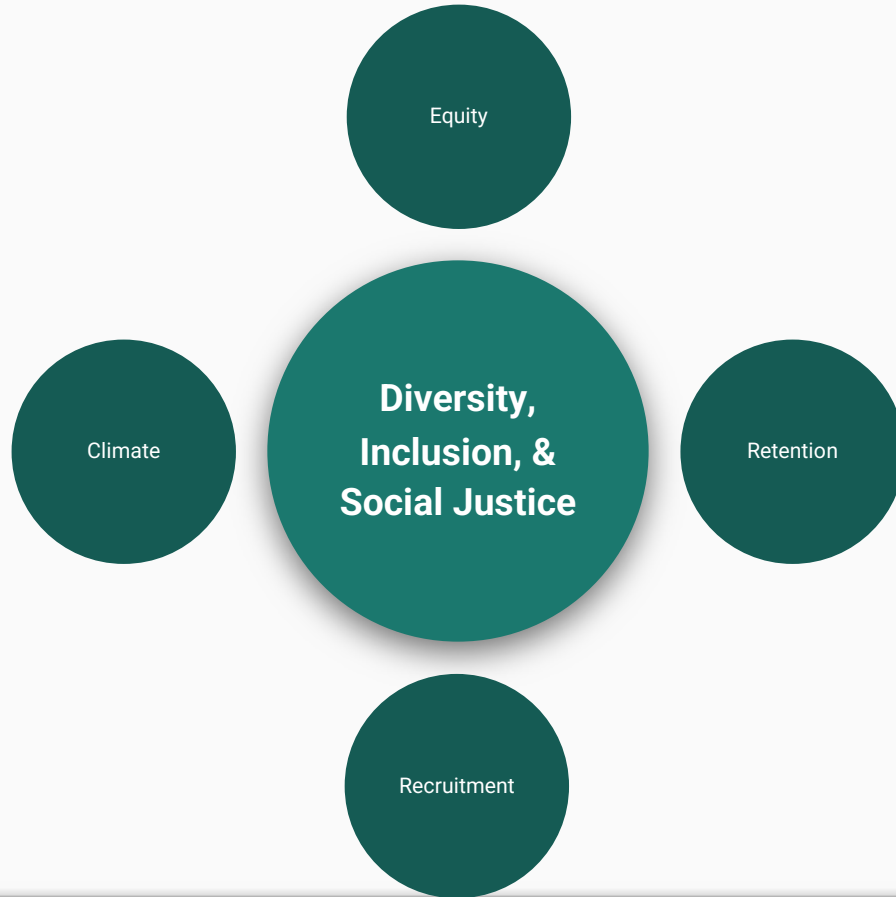 Equity
Diversity,
Inclusion, &
Social Justice
Climate
Retention
Recruitment